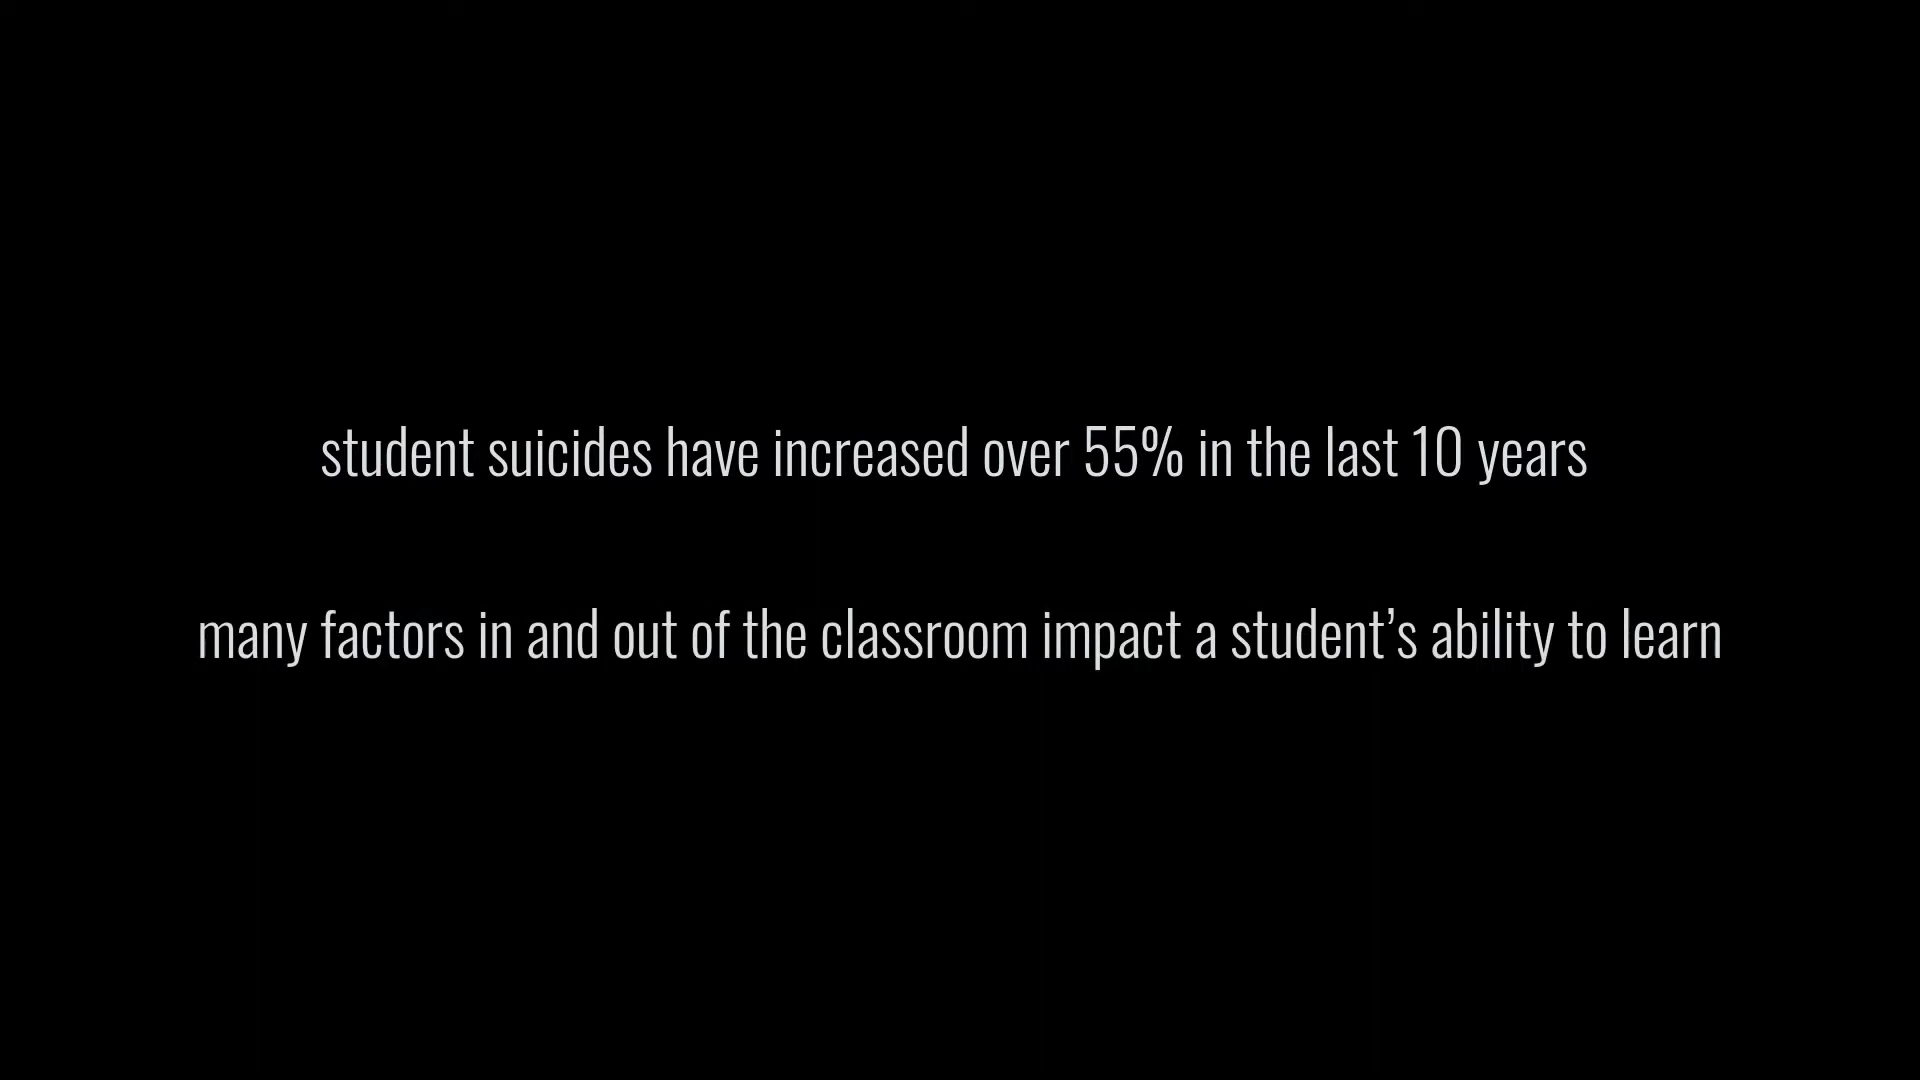 student suicides have increased over 55% in the last 10 years
many factors in and out of the classroom impact a student’s ability to learn